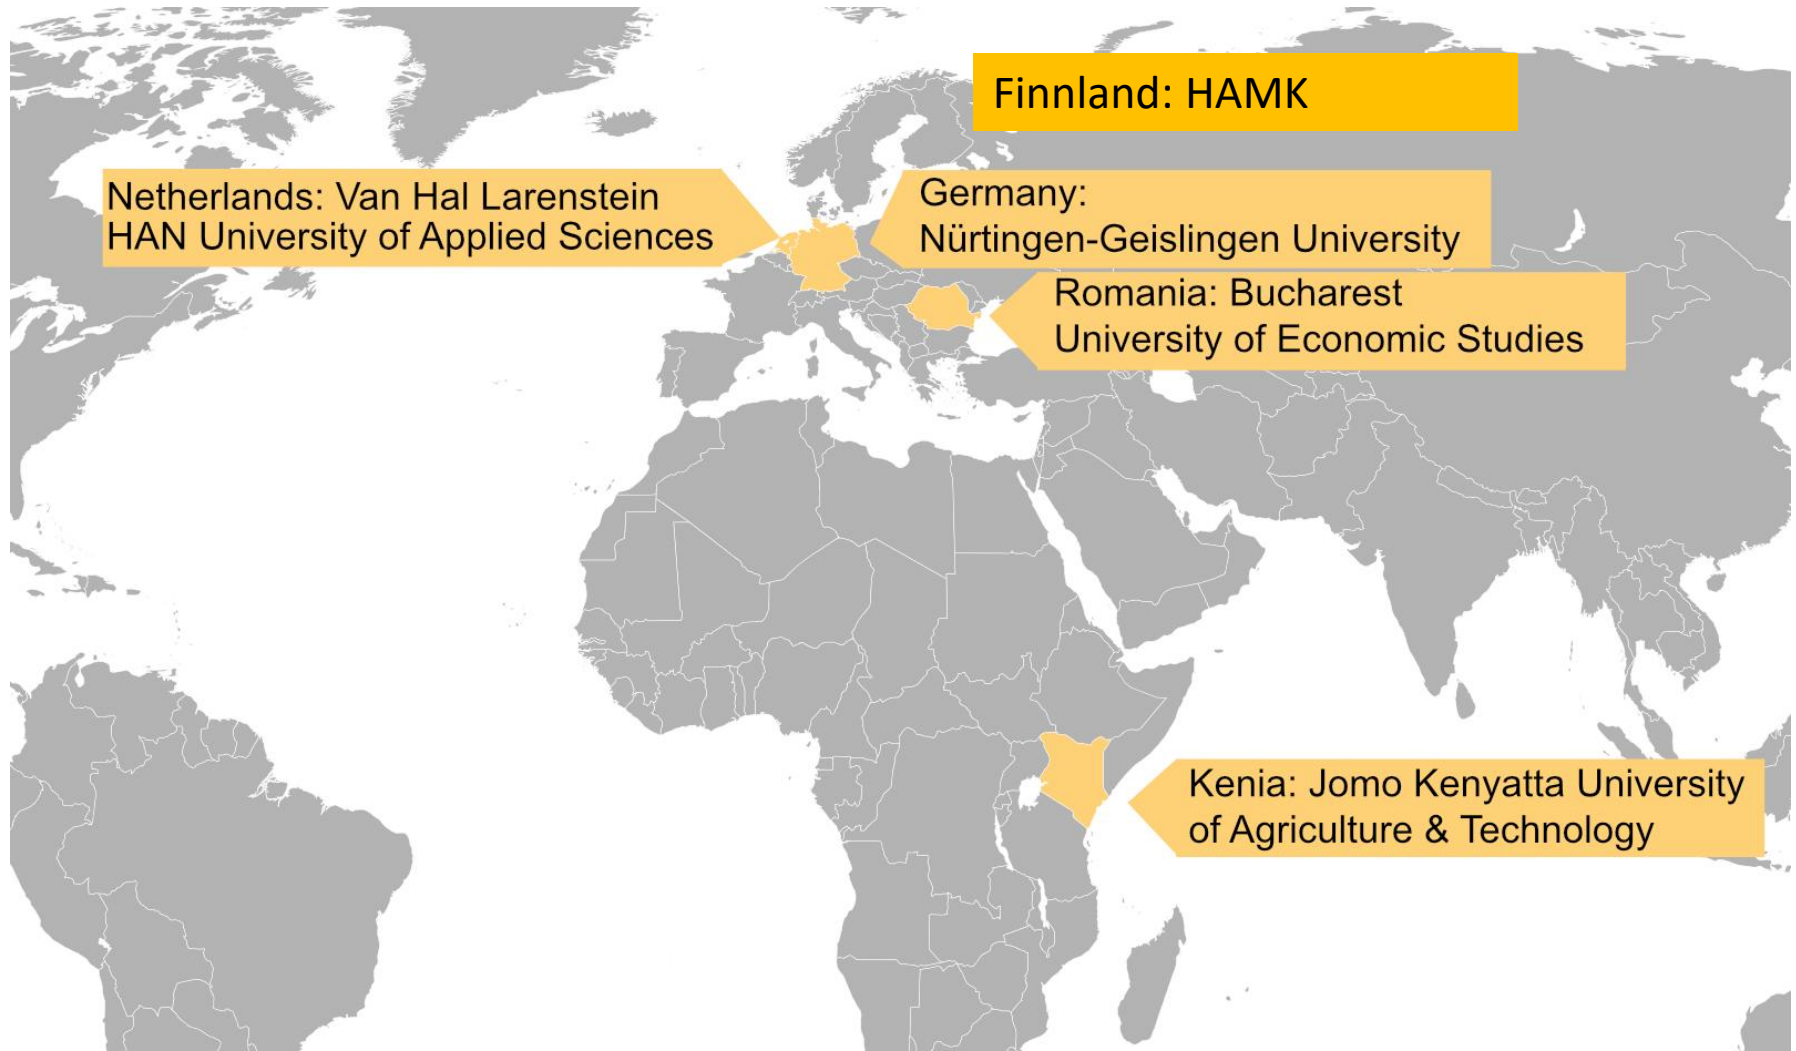 Finnland: HAMK
Netherlands: Van Hal Larenstein
HAN University of Applied Sciences
Germany:
Nürtingen-Geislingen University
Romania: Bucharest
University of Economic Studies
Kenia: Jomo Kenyatta University
of Agriculture & Technology